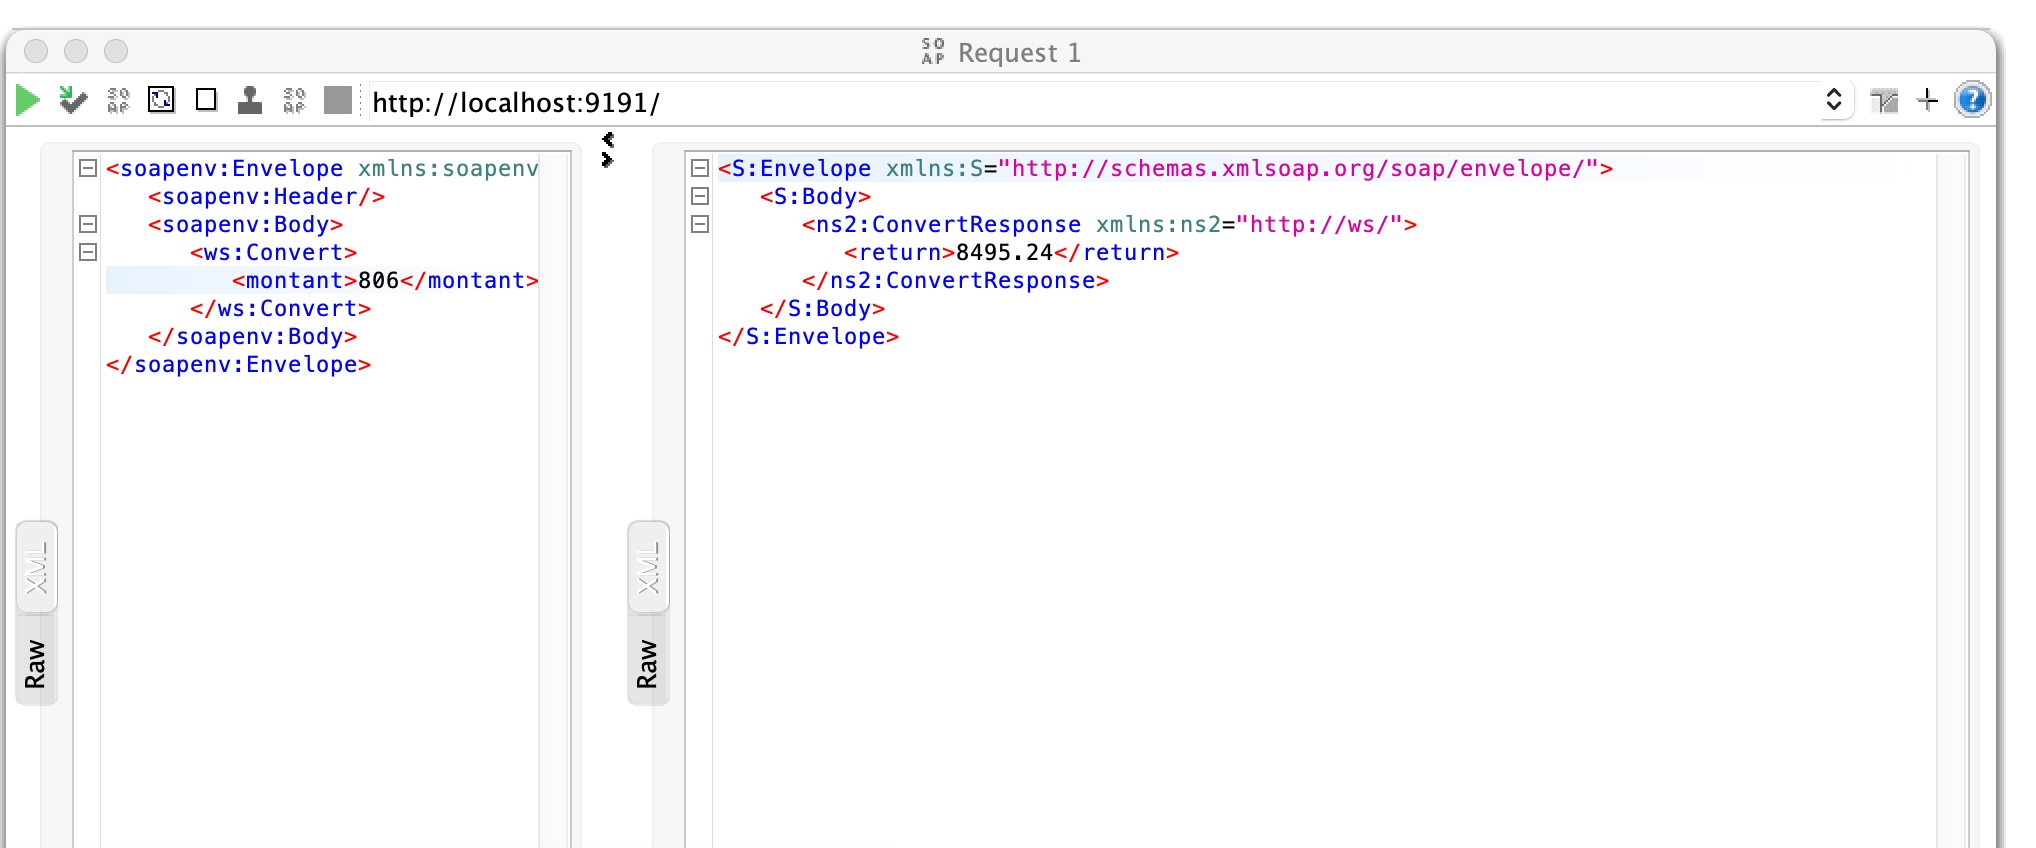 Request 1
http://localhost:9191/
<soapenv:Envelope xmlns:soapenv
<soapenv:Header/>
<soapenv:Body>
<ws:Convert>
<montant>806</montant>
</ws:Convert>
</soapenv:Body>
</soapenv:Envelope>
XML
Raw
<S:Envelope xmlns:S="http://schemas.xmlsoap.org/soap/envelope/">
<S:Body>
<ns2:ConvertResponse xmlns:ns2="http://ws/">
<return>8495.24</return>
</ns2:ConvertResponse>
</S:Body>
</S:Envelope>
XML
Raw